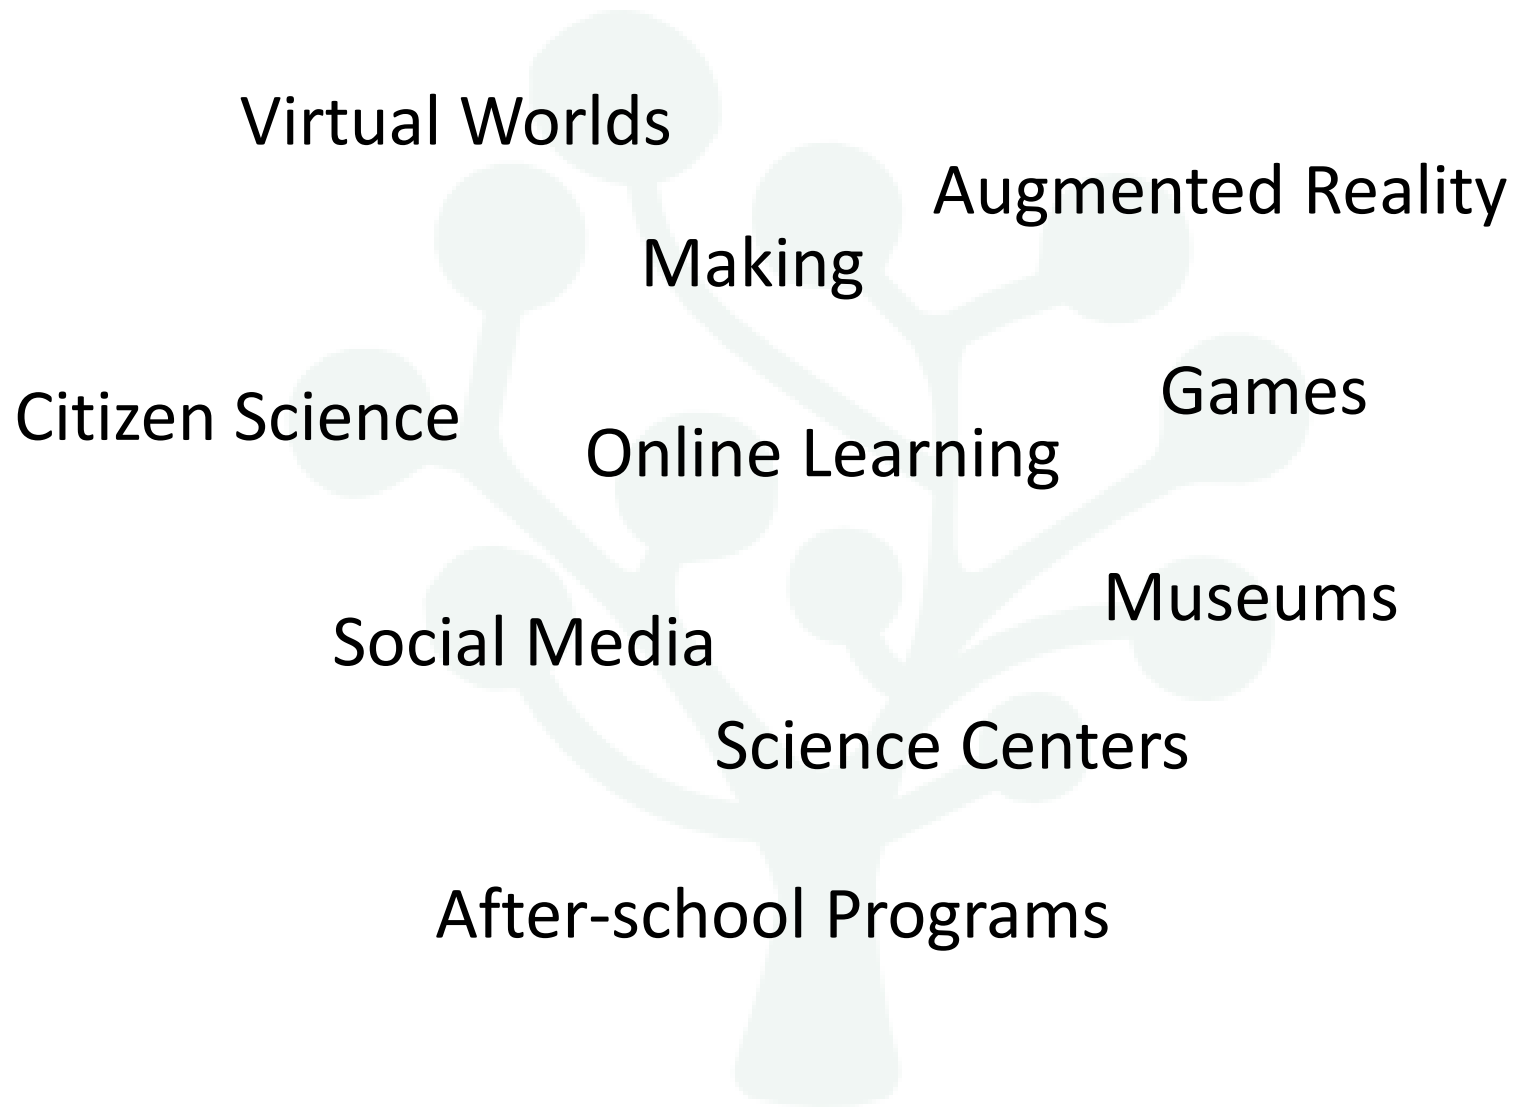 Virtual Worlds
Augmented Reality
Making
Games
Citizen Science
Online Learning
Museums
Social Media
Science Centers
After-school Programs